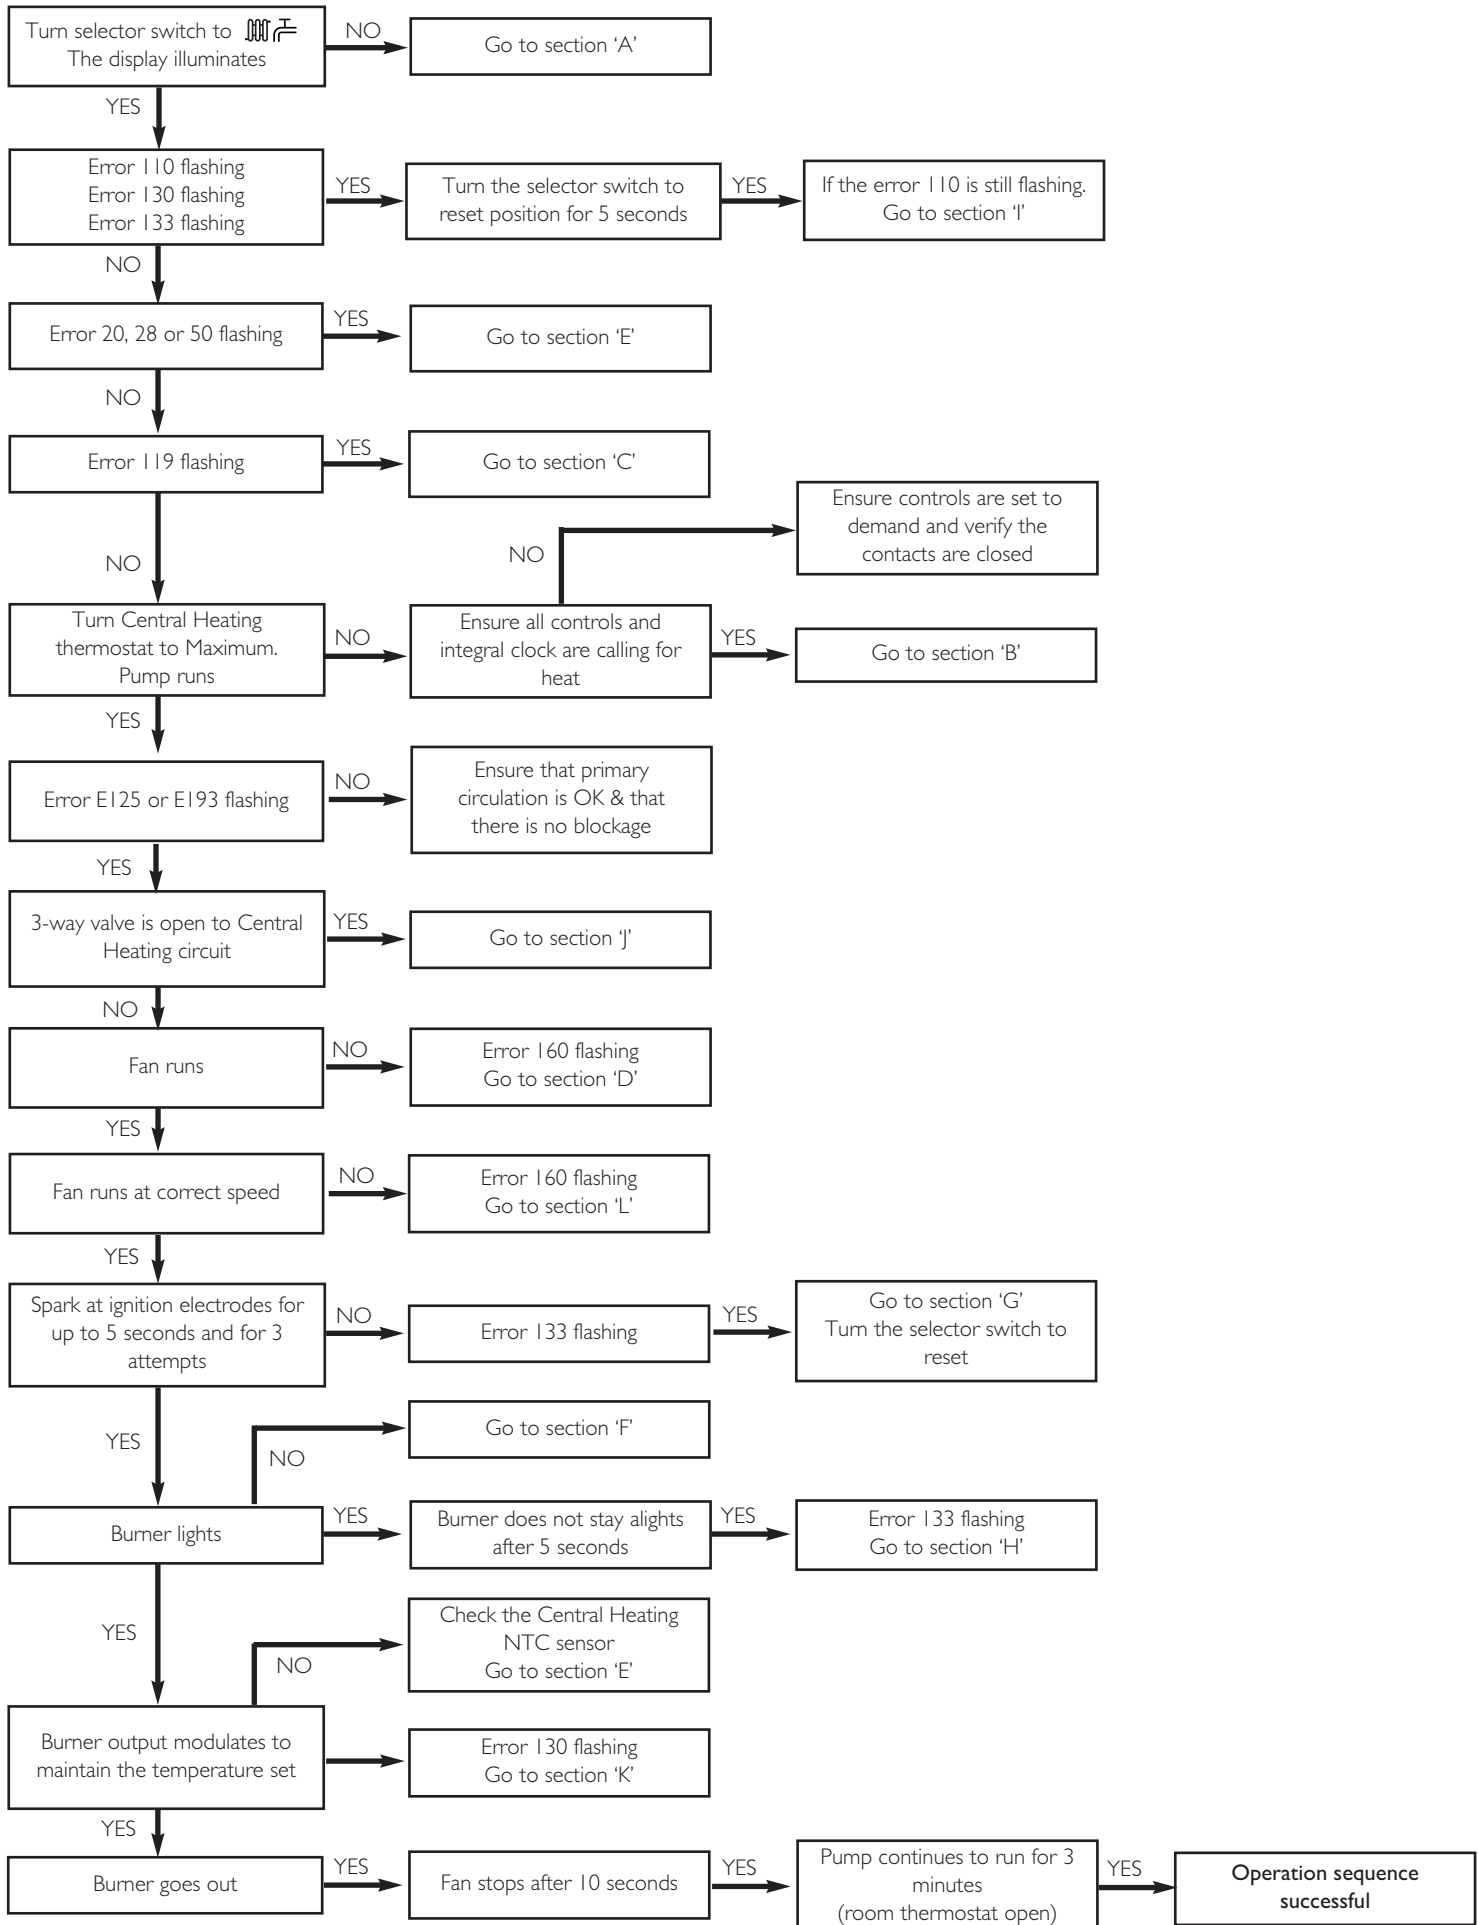 Turn selector switch to
The display illuminates
NO
Go to section ‘A’
YES
Error 110 flashing
Error 130 flashing
Error 133 flashing
YES
Turn the selector switch to
reset position for 5 seconds
YES
If the error 110 is still flashing.
Go to section ‘I’
NO
Error 20, 28 or 50 flashing
YES
Go to section ‘E’
NO
Error 119 flashing
YES
Go to section ‘C’
Ensure controls are set to
demand and verify the
contacts are closed
NO
NO
Turn Central Heating
thermostat to Maximum.
Pump runs
NO
Ensure all controls and
integral clock are calling for
heat
YES
Go to section ‘B’
YES
Error E125 or E193 flashing
NO
Ensure that primary
circulation is OK & that
there is no blockage
YES
3-way valve is open to Central
Heating circuit
YES
Go to section ‘J’
NO
Fan runs
NO
Error 160 flashing
Go to section ‘D’
YES
Fan runs at correct speed
NO
Error 160 flashing
Go to section ‘L’
YES
Spark at ignition electrodes for
up to 5 seconds and for 3
attempts
NO
Error 133 flashing
YES
Go to section ‘G’
Turn the selector switch to
reset
YES
NO
Go to section ‘F’
Burner lights
YES
Burner does not stay alights
after 5 seconds
YES
Error 133 flashing
Go to section ‘H’
YES
NO
Check the Central Heating
NTC sensor
Go to section ‘E’
Burner output modulates to
maintain the temperature set
Error 130 flashing
Go to section ‘K’
YES
Burner goes out
YES
Fan stops after 10 seconds
YES
Pump continues to run for 3
minutes
(room thermostat open)
YES
Operation sequence
successful